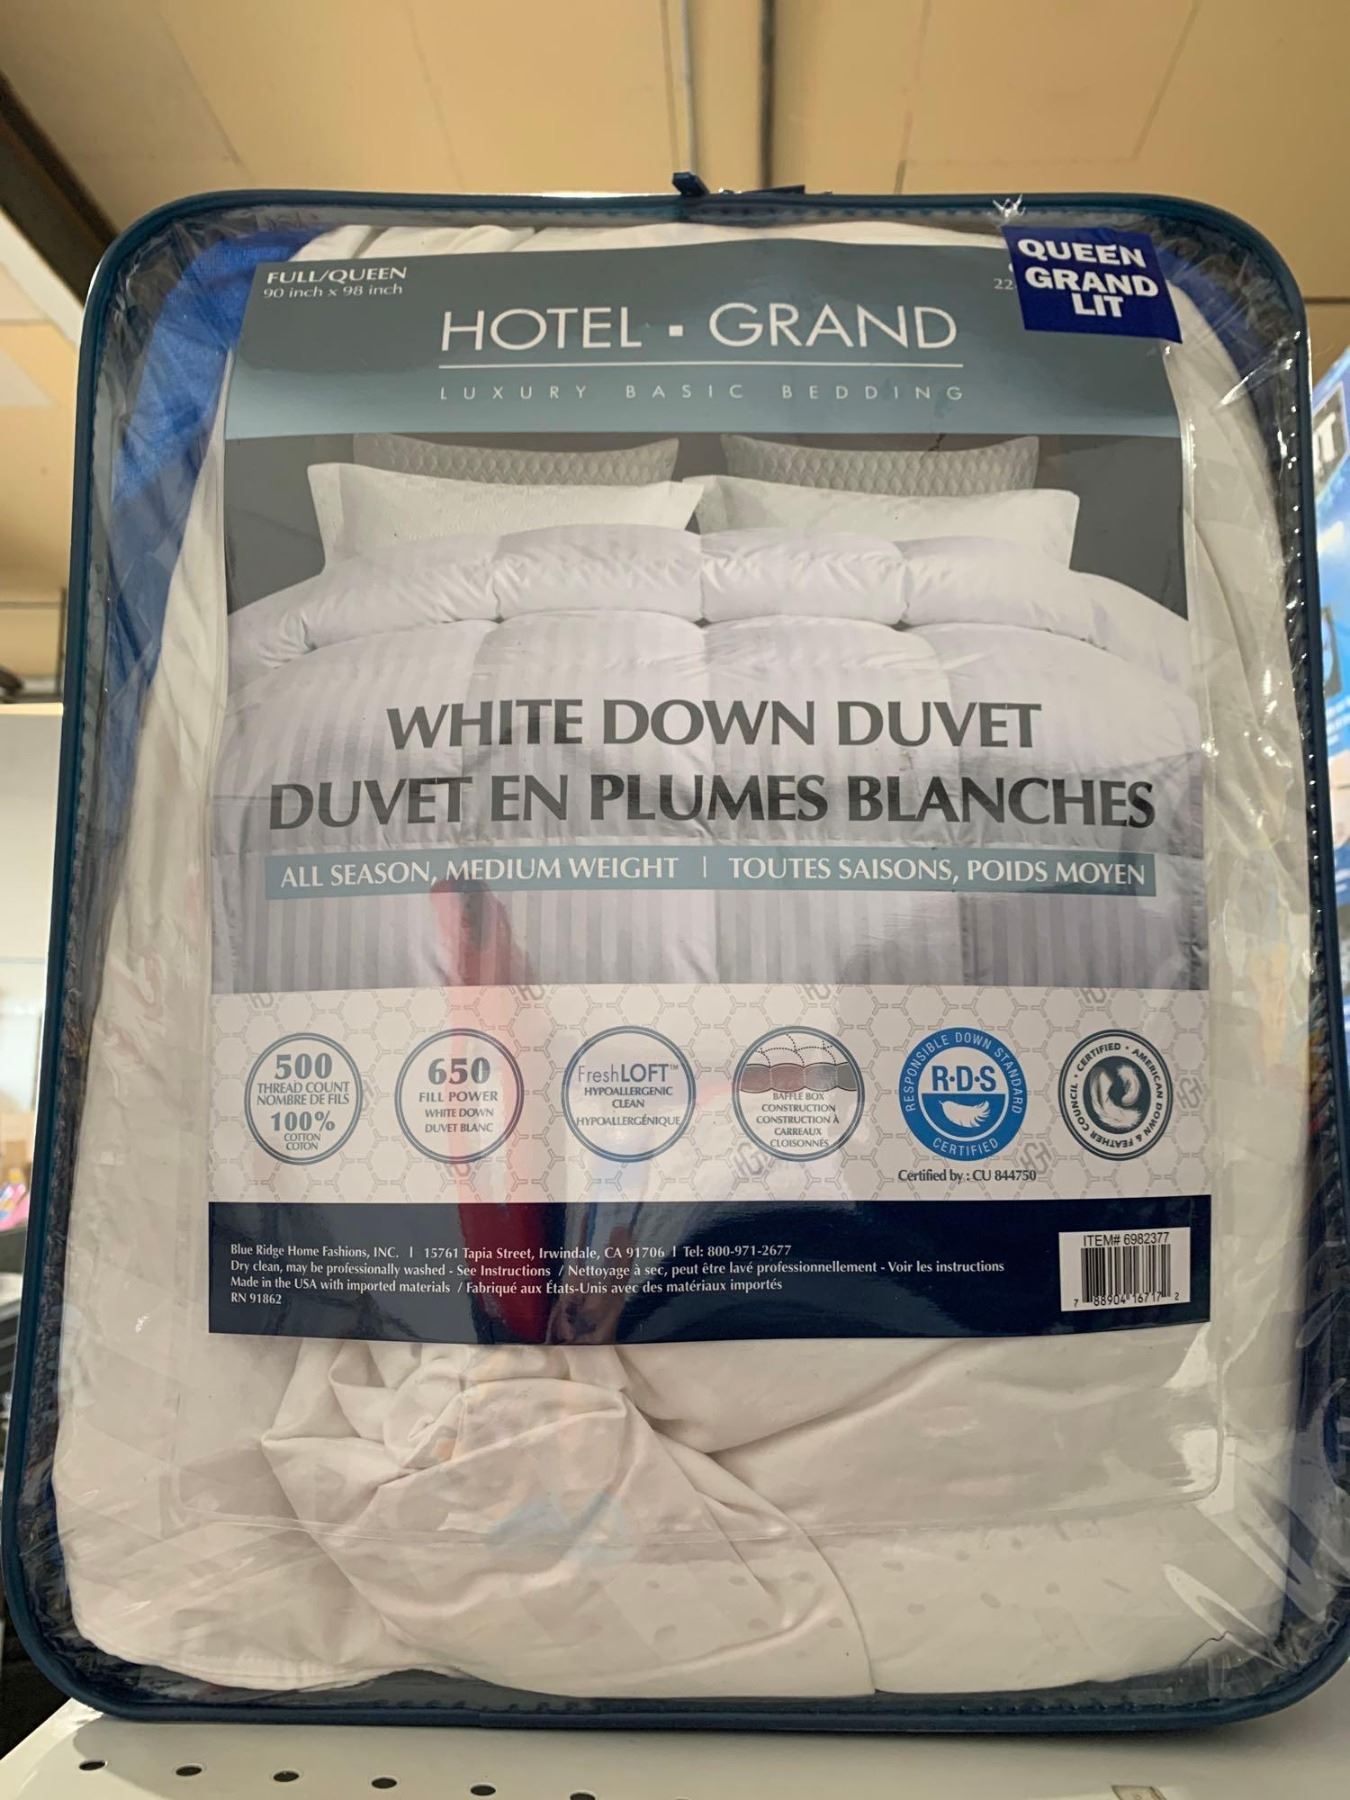 FULL/QUEEN
90 inch x 98 inch
22
QUEEN
GRAND
LIT
HOTEL ▪ GRAND
LUXURY BASIC BEDDING
WHITE DOWN DUVET
DUVET EN PLUMES BLANCHES
ALL SEASON, MEDIUM WEIGHT | TOUTES SAISONS, POIDS MOYEN
500
THREAD COUNT
NOMBRE DE FILS
100%
COTTON
COTON
650
FILL POWER
WHITE DOWN
DUVET BLANC
FreshLOFT™
HYPOALLERGENIC
CLEAN
HYPOALLERGÉNIQUE
BAFFLE BOX
CONSTRUCTION
CONSTRUCTION À
CARREAUX
CLOISONNÉS
RESPONSIBLE DOWN STANDARD
R·D·S
CERTIFIED
Certified by : CU 844750
CERTIFIED • AMERICAN DOWN & FEATHER COUNCIL •
Blue Ridge Home Fashions, INC. | 15761 Tapia Street, Irwindale, CA 91706 | Tel: 800-971-2677
Dry clean, may be professionally washed - See Instructions / Nettoyage à sec, peut être lavé professionnellement - Voir les instructions
Made in the USA with imported materials / Fabriqué aux États-Unis avec des matériaux importés
RN 91862
ITEM# 6982377
7 88904 16717 2